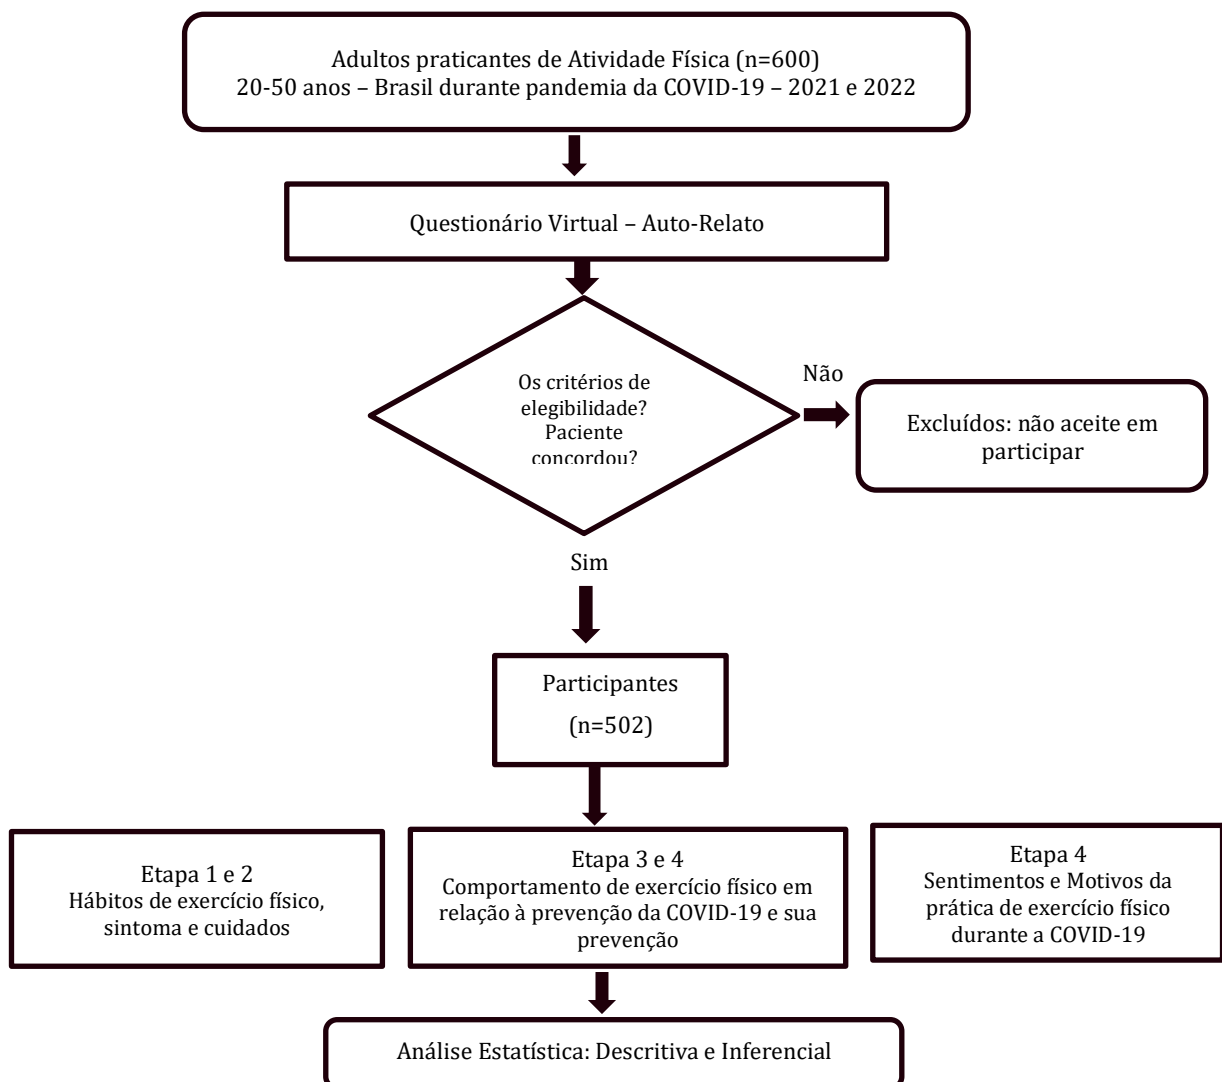 Adultos praticantes de Atividade Física (n=600)
20-50 anos – Brasil durante pandemia da COVID-19 – 2021 e 2022
Questionário Virtual – Auto-Relato
Os critérios de
elegibilidade?
Paciente
concordou?
Não
Excluídos: não aceite em
participar
Sim
Participantes
(n=502)
Etapa 1 e 2
Hábitos de exercício físico,
sintoma e cuidados
Etapa 3 e 4
Comportamento de exercício físico em
relação à prevenção da COVID-19 e sua
prevenção
Etapa 4
Sentimentos e Motivos da
prática de exercício físico
durante a COVID-19
Análise Estatística: Descritiva e Inferencial